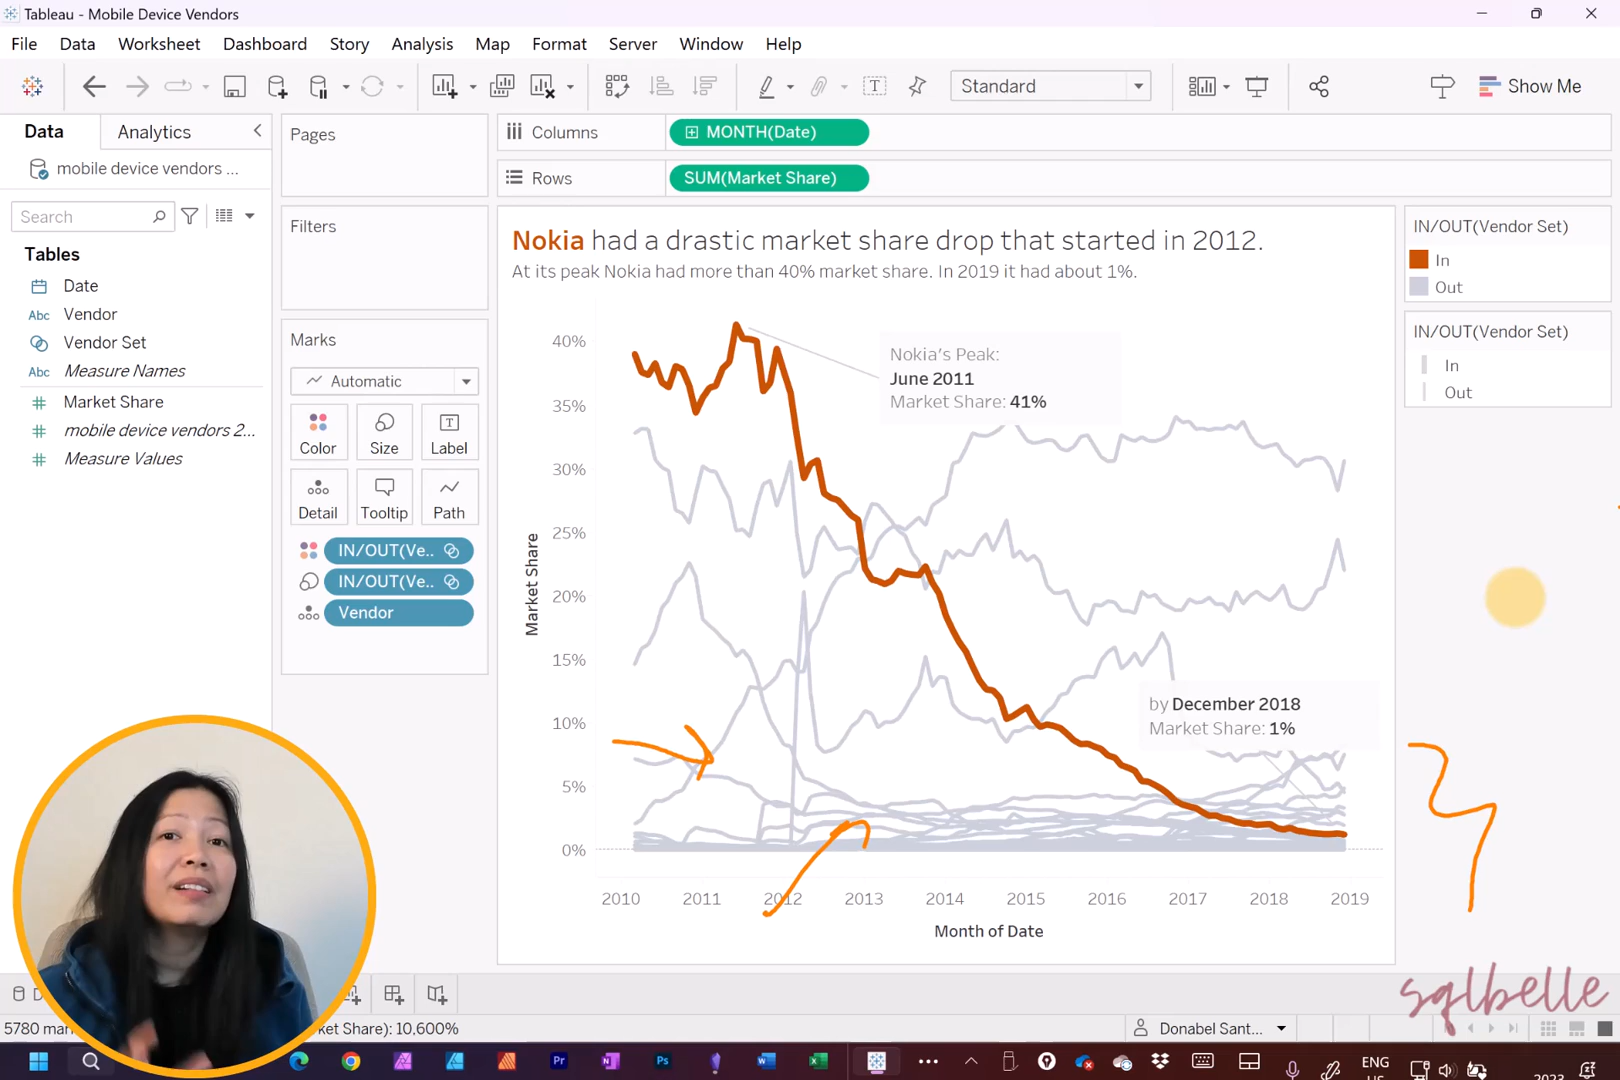 Tableau - Mobile Device Vendors
File Data Worksheet Dashboard Story Analysis Map Format Server Window Help
Standard
Show Me
Data Analytics
mobile device vendors ...
Search
Tables
Date
Abc Vendor
Vendor Set
Abc Measure Names
Market Share
mobile device vendors 2...
Measure Values
Pages
Filters
Marks
Automatic
Color Size Label
Detail Tooltip Path
IN/OUT(Ve..
IN/OUT(Ve..
Vendor
Columns MONTH(Date)
Rows SUM(Market Share)
Nokia had a drastic market share drop that started in 2012.
At its peak Nokia had more than 40% market share. In 2019 it had about 1%.
Nokia's Peak:
June 2011
Market Share: 41%
by December 2018
Market Share: 1%
Market Share
40%
35%
30%
25%
20%
15%
10%
5%
0%
2010 2011 2012 2013 2014 2015 2016 2017 2018 2019
Month of Date
IN/OUT(Vendor Set)
In
Out
IN/OUT(Vendor Set)
In
Out
sqlbelle
5780 mar
ket Share): 10,600%
Donabel Sant...
ENG